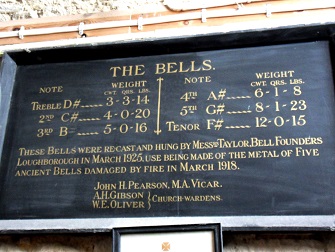 THE BELLS.
NOTE WEIGHT CWT. QRS. LBS. NOTE WEIGHT CWT. QRS. LBS.
TREBLE D# 3-3-14 4TH A# 6-1-8
2ND C# 4-0-20 5TH G# 8-1-23
3RD B 5-0-16 TENOR F# 12-0-15
THESE BELLS WERE RECAST AND HUNG BY MESSRS TAYLOR, BELL FOUNDERS
LOUGHBOROUGH IN MARCH 1925, USE BEING MADE OF THE METAL OF FIVE
ANCIENT BELLS DAMAGED BY FIRE IN MARCH 1918.
JOHN H. PEARSON, M.A. VICAR.
A.H. GIBSON
W.E. OLIVER } CHURCH-WARDENS.